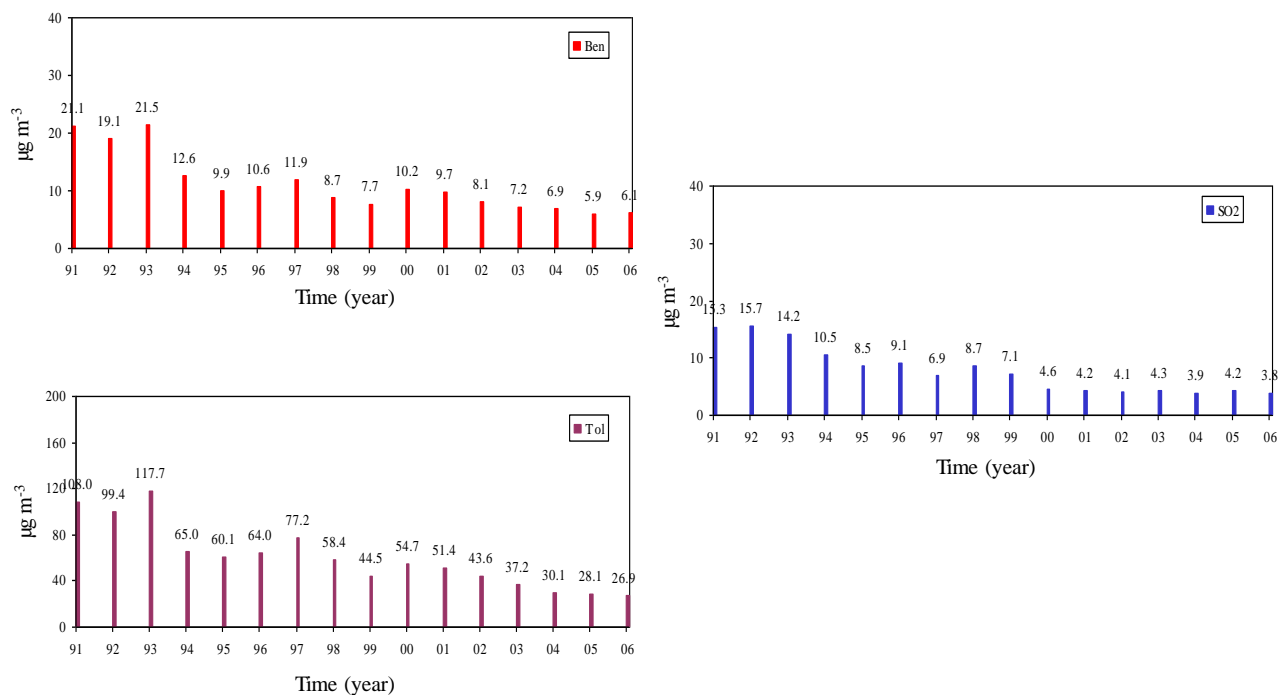 Ben
µg m-3
40
30
20
10
0
21.1 19.1 21.5 12.6 9.9 10.6 11.9 8.7 7.7 10.2 9.7 8.1 7.2 6.9 5.9 6.1
91 92 93 94 95 96 97 98 99 00 01 02 03 04 05 06
Time (year)
Tol
µg m-3
200
160
120
80
40
0
108.0 99.4 117.7 65.0 60.1 64.0 77.2 58.4 44.5 54.7 51.4 43.6 37.2 30.1 28.1 26.9
91 92 93 94 95 96 97 98 99 00 01 02 03 04 05 06
Time (year)
SO2
µg m-3
40
30
20
10
0
15.3 15.7 14.2 10.5 8.5 9.1 6.9 8.7 7.1 4.6 4.2 4.1 4.3 3.9 4.2 3.8
91 92 93 94 95 96 97 98 99 00 01 02 03 04 05 06
Time (year)